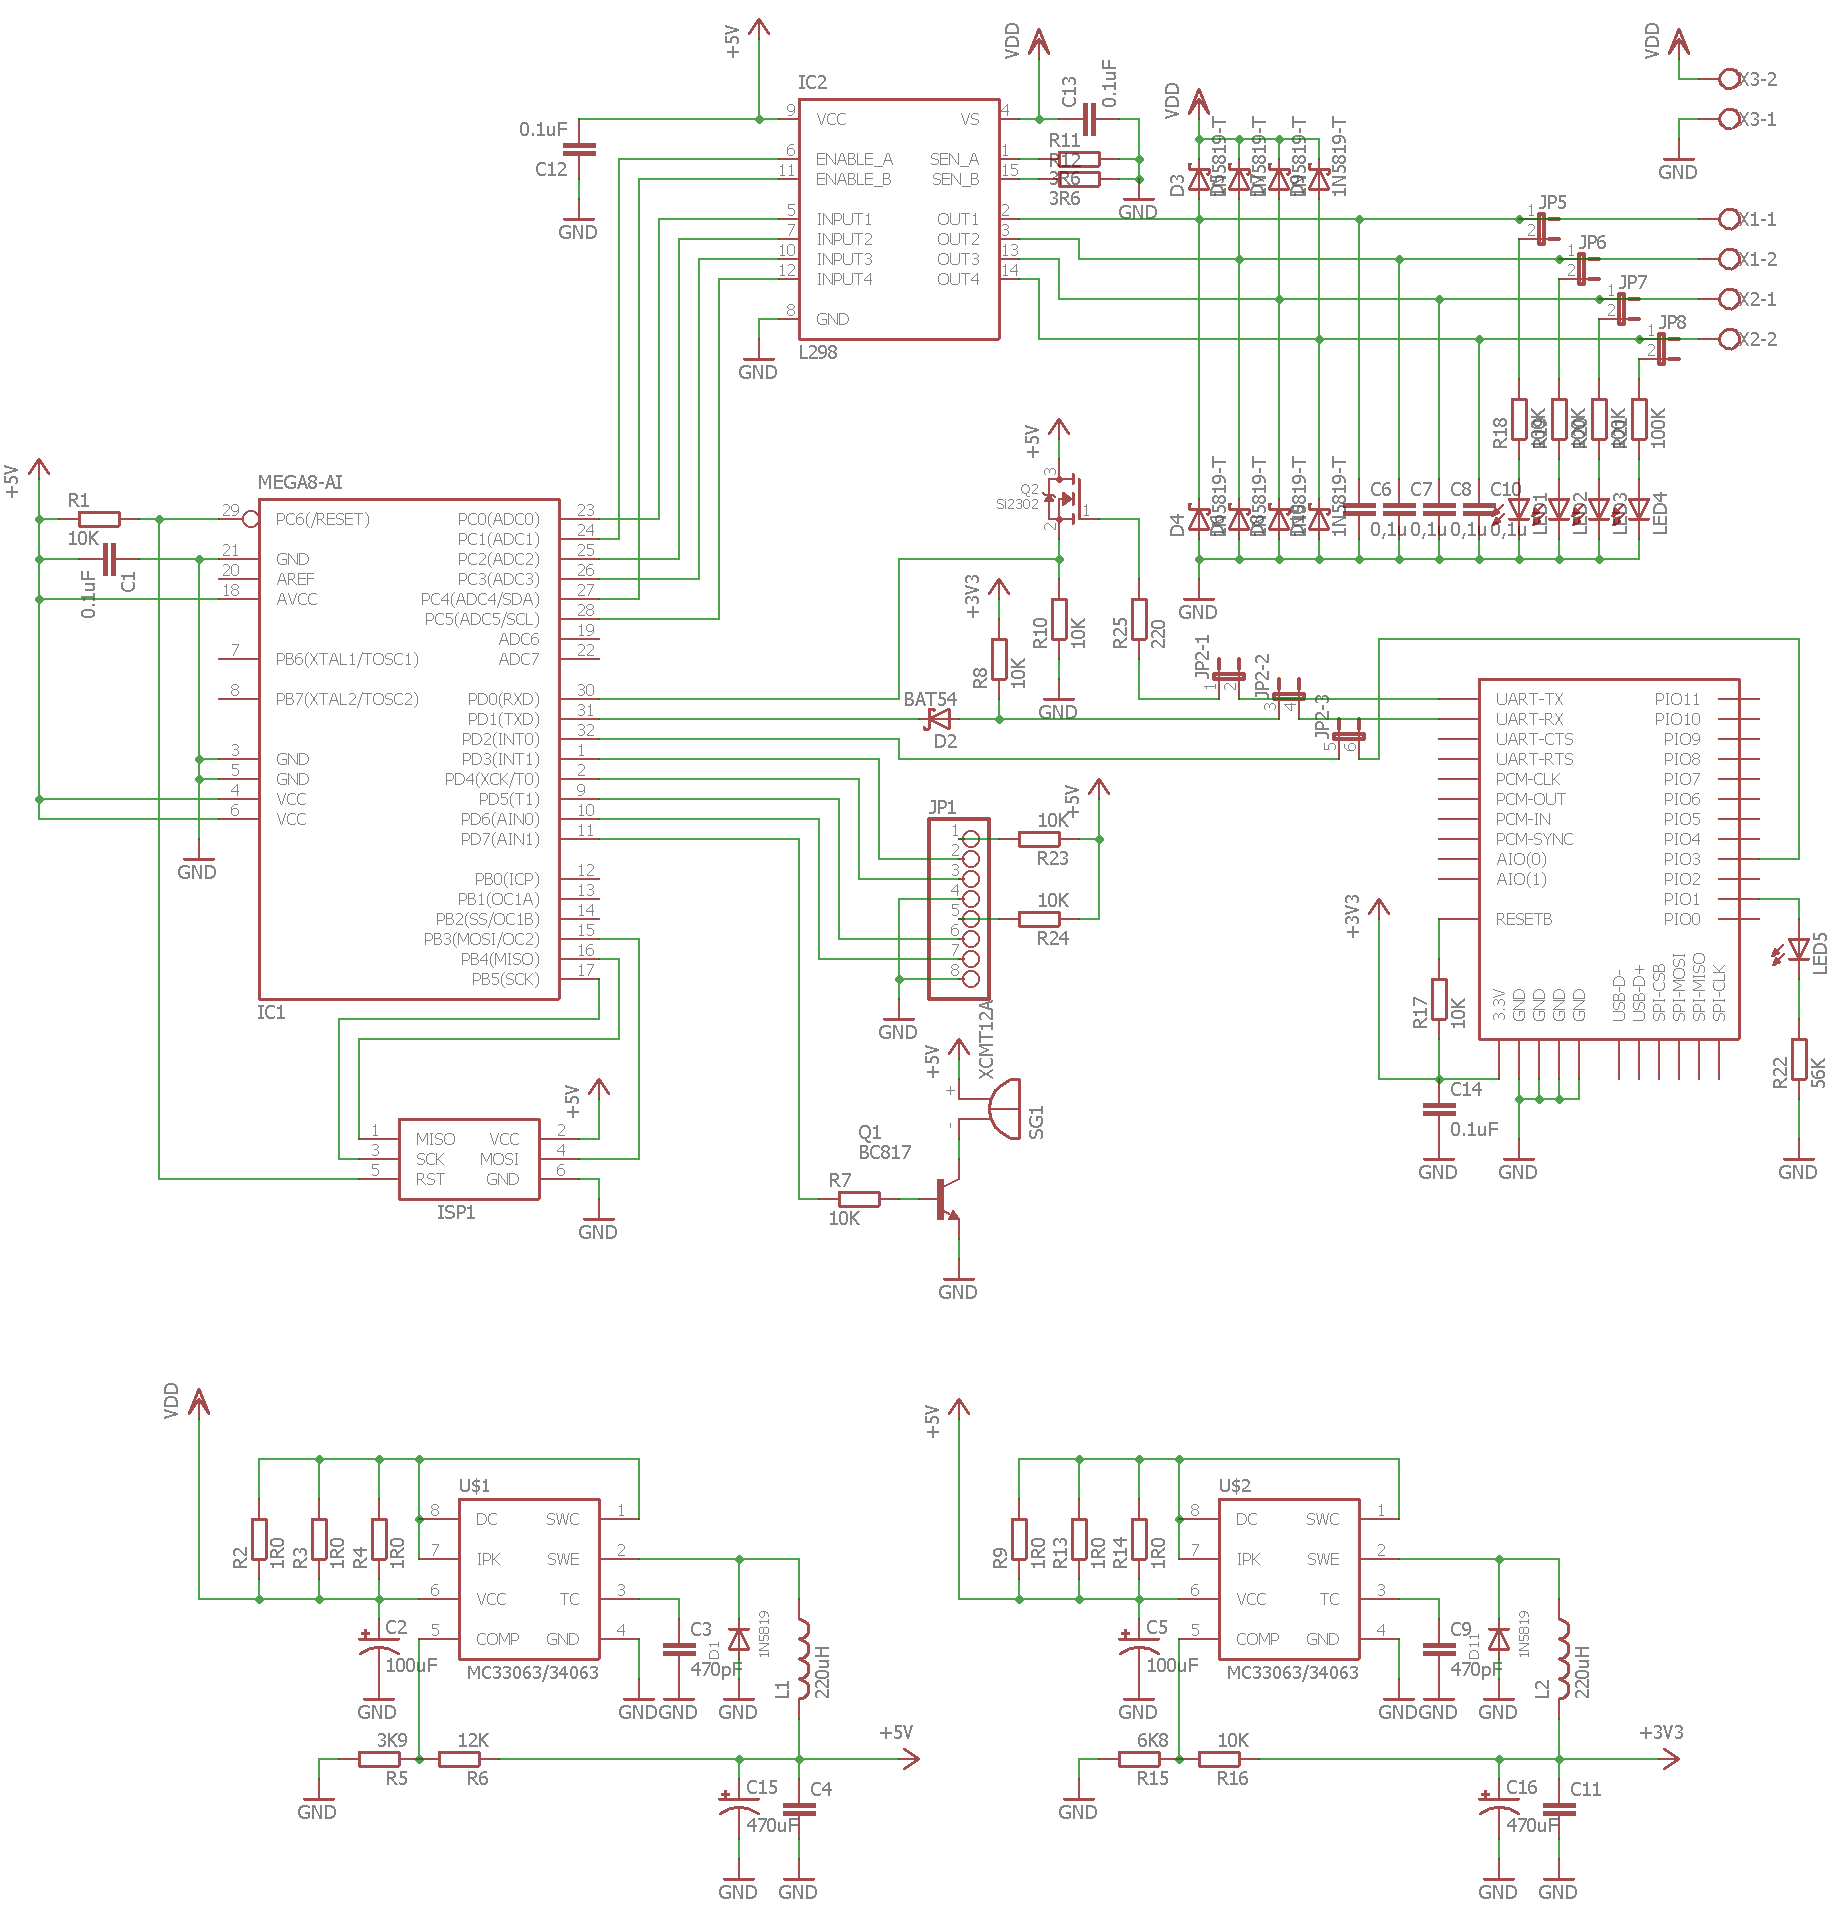 +5V
VDD
VDD
X3-2
X3-1
GND
IC2
0.1uF
C12
GND
9 VCC
6 ENABLE_A
11 ENABLE_B
5 INPUT1
7 INPUT2
10 INPUT3
12 INPUT4
8 GND
VS 4
SEN_A 1
SEN_B 15
OUT1 2
OUT2 3
OUT3 13
OUT4 14
L298
GND
C13
0.1uF
R11
R12
3R6
3R6
GND
VDD
D3
1N5819-T
1N5819-T
1N5819-T
1N5819-T
JP5
1
2
JP6
1
2
JP7
1
2
JP8
1
2
X1-1
X1-2
X2-1
X2-2
R18
100K
LED1
LED2
LED3
LED4
D4
1N5819-T
1N5819-T
1N5819-T
1N5819-T
C6
C7
C8
C10
0,1u
0,1u
0,1u
0,1u
GND
+5V
R1
10K
0.1uF
C1
MEGA8-AI
29 PC6(/RESET)
21 GND
20 AREF
18 AVCC
7 PB6(XTAL1/TOSC1)
8 PB7(XTAL2/TOSC2)
3 GND
5 GND
4 VCC
6 VCC
GND
PC0(ADC0) 23
PC1(ADC1) 24
PC2(ADC2) 25
PC3(ADC3) 26
PC4(ADC4/SDA) 27
PC5(ADC5/SCL) 28
ADC6 19
ADC7 22
PD0(RXD) 30
PD1(TXD) 31
PD2(INT0) 32
PD3(INT1) 1
PD4(XCK/T0) 2
PD5(T1) 9
PD6(AIN0) 10
PD7(AIN1) 11
PB0(ICP) 12
PB1(OC1A) 13
PB2(SS/OC1B) 14
PB3(MOSI/OC2) 15
PB4(MISO) 16
PB5(SCK) 17
IC1
+5V
Q2
Si2302
3
2
1
+3V3
R8
10K
R10
10K
GND
R25
220
BAT54
D2
JP2-1
1
2
JP2-2
3
4
JP2-3
5
6
JP1
1
2
3
4
5
6
7
8
XCMT12A
10K
R23
10K
R24
+5V
GND
UART-TX
UART-RX
UART-CTS
UART-RTS
PCM-CLK
PCM-OUT
PCM-IN
PCM-SYNC
AIO(0)
AIO(1)
RESETB
PIO11
PIO10
PIO9
PIO8
PIO7
PIO6
PIO5
PIO4
PIO3
PIO2
PIO1
PIO0
3.3V
GND
GND
GND
GND
USB-D-
USB-D+
SPI-CSB
SPI-MOSI
SPI-MISO
SPI-CLK
+3V3
R17
10K
C14
0.1uF
GND
GND
LED5
R22
56K
GND
+5V
+
-
SG1
Q1
BC817
R7
10K
GND
1 MISO
3 SCK
5 RST
VCC 2
MOSI 4
GND 6
ISP1
+5V
GND
VDD
R2
1R0
R3
1R0
R4
1R0
U$1
8 DC
7 IPK
6 VCC
5 COMP
SWC 1
SWE 2
TC 3
GND 4
MC33063/34063
C2
100uF
GND
GND
C3
470pF
GND
D1
1N5819
GND
L1
220uH
3K9
R5
12K
R6
GND
+5V
C15
470uF
C4
GND
GND
+5V
R9
1R0
R13
1R0
R14
1R0
U$2
8 DC
7 IPK
6 VCC
5 COMP
SWC 1
SWE 2
TC 3
GND 4
MC33063/34063
C5
100uF
GND
GND
C9
470pF
GND
D11
1N5819
GND
L2
220uH
6K8
R15
10K
R16
GND
+3V3
C16
470uF
C11
GND
GND